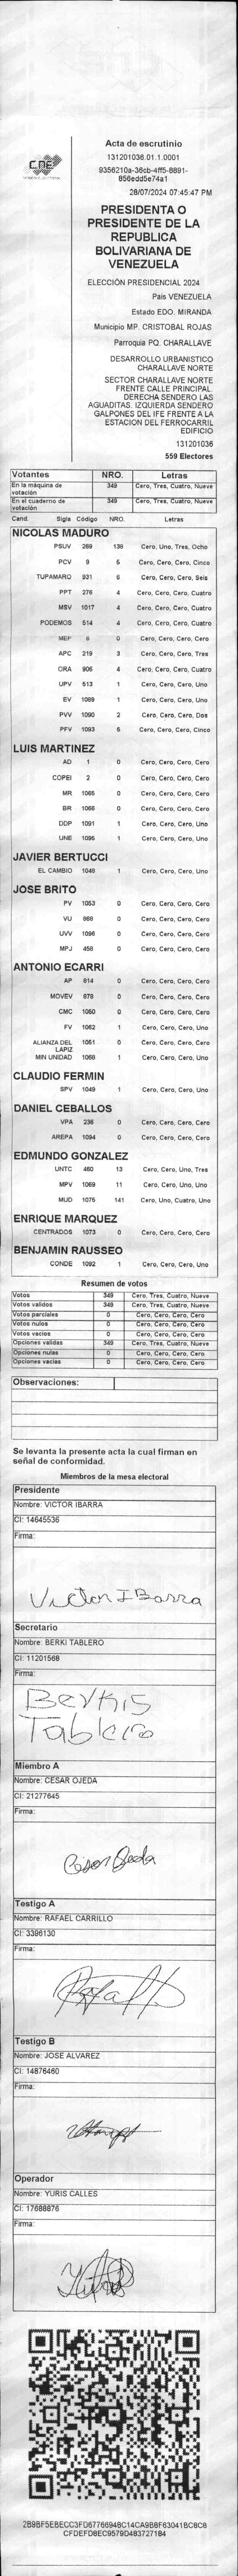 CNE
Acta de escrutinio
131201036.01.1.0001
9356210a-36cb-4ff5-8891-
856edd5e74a1
28/07/2024 07:45:47 PM
PRESIDENTA O
PRESIDENTE DE LA
REPUBLICA
BOLIVARIANA DE
VENEZUELA
ELECCIÓN PRESIDENCIAL 2024
País VENEZUELA
Estado EDO. MIRANDA
Municipio MP. CRISTOBAL ROJAS
Parroquia PQ. CHARALLAVE
DESARROLLO URBANISTICO
CHARALLAVE NORTE
SECTOR CHARALLAVE NORTE
FRENTE CALLE PRINCIPAL.
DERECHA SENDERO LAS
AGUADITAS. IZQUIERDA SENDERO
GALPONES DEL IFE FRENTE A LA
ESTACION DEL FERROCARRIL
EDIFICIO
131201036
559 Electores
Votantes NRO. Letras
En la máquina de votación 349 Cero, Tres, Cuatro, Nueve
En el cuaderno de votación 349 Cero, Tres, Cuatro, Nueve
Cand. Sigla Código NRO. Letras
NICOLAS MADURO
PSUV 269 138 Cero, Uno, Tres, Ocho
PCV 9 5 Cero, Cero, Cero, Cinco
TUPAMARO 931 6 Cero, Cero, Cero, Seis
PPT 276 4 Cero, Cero, Cero, Cuatro
MSV 1017 4 Cero, Cero, Cero, Cuatro
PODEMOS 514 4 Cero, Cero, Cero, Cuatro
MEP 6 0 Cero, Cero, Cero, Cero
APC 219 3 Cero, Cero, Cero, Tres
ORA 906 4 Cero, Cero, Cero, Cuatro
UPV 513 1 Cero, Cero, Cero, Uno
EV 1089 1 Cero, Cero, Cero, Uno
PVV 1090 2 Cero, Cero, Cero, Dos
PFV 1093 5 Cero, Cero, Cero, Cinco
LUIS MARTINEZ
AD 1 0 Cero, Cero, Cero, Cero
COPEI 2 0 Cero, Cero, Cero, Cero
MR 1065 0 Cero, Cero, Cero, Cero
BR 1066 0 Cero, Cero, Cero, Cero
DDP 1091 1 Cero, Cero, Cero, Uno
UNE 1095 1 Cero, Cero, Cero, Uno
JAVIER BERTUCCI
EL CAMBIO 1048 1 Cero, Cero, Cero, Uno
JOSE BRITO
PV 1053 0 Cero, Cero, Cero, Cero
VU 868 0 Cero, Cero, Cero, Cero
UVV 1096 0 Cero, Cero, Cero, Cero
MPJ 458 0 Cero, Cero, Cero, Cero
ANTONIO ECARRI
AP 814 0 Cero, Cero, Cero, Cero
MOVEV 878 0 Cero, Cero, Cero, Cero
CMC 1050 0 Cero, Cero, Cero, Cero
FV 1062 1 Cero, Cero, Cero, Uno
ALIANZA DEL LAPIZ 1051 0 Cero, Cero, Cero, Cero
MIN UNIDAD 1068 1 Cero, Cero, Cero, Uno
CLAUDIO FERMIN
SPV 1049 1 Cero, Cero, Cero, Uno
DANIEL CEBALLOS
VPA 236 0 Cero, Cero, Cero, Cero
AREPA 1094 0 Cero, Cero, Cero, Cero
EDMUNDO GONZALEZ
UNTC 460 13 Cero, Cero, Uno, Tres
MPV 1069 11 Cero, Cero, Uno, Uno
MUD 1075 141 Cero, Uno, Cuatro, Uno
ENRIQUE MARQUEZ
CENTRADOS 1073 0 Cero, Cero, Cero, Cero
BENJAMIN RAUSSEO
CONDE 1092 1 Cero, Cero, Cero, Uno
Resumen de votos
Votos 349 Cero, Tres, Cuatro, Nueve
Votos validos 349 Cero, Tres, Cuatro, Nueve
Votos parciales 0 Cero, Cero, Cero, Cero
Votos nulos 0 Cero, Cero, Cero, Cero
Votos vacios 0 Cero, Cero, Cero, Cero
Opciones validas 349 Cero, Tres, Cuatro, Nueve
Opciones nulas 0 Cero, Cero, Cero, Cero
Opciones vacias 0 Cero, Cero, Cero, Cero
Observaciones:
Se levanta la presente acta la cual firman en
señal de conformidad.
Miembros de la mesa electoral
Presidente
Nombre: VICTOR IBARRA
CI: 14645536
Firma:
Victor IBarra
Secretario
Nombre: BERKI TABLERO
CI: 11201568
Firma:
Berkis
Tablero
Miembro A
Nombre: CESAR OJEDA
CI: 21277645
Firma:
Cesar Ojeda
Testigo A
Nombre: RAFAEL CARRILLO
CI: 3396130
Firma:
Testigo B
Nombre: JOSE ALVAREZ
CI: 14876460
Firma:
Operador
Nombre: YURIS CALLES
CI: 17688876
Firma:
2B9BF5EBECC3FD67766948C14CA9B8F63041BC8C8
CFDEFD8EC9579D483727184